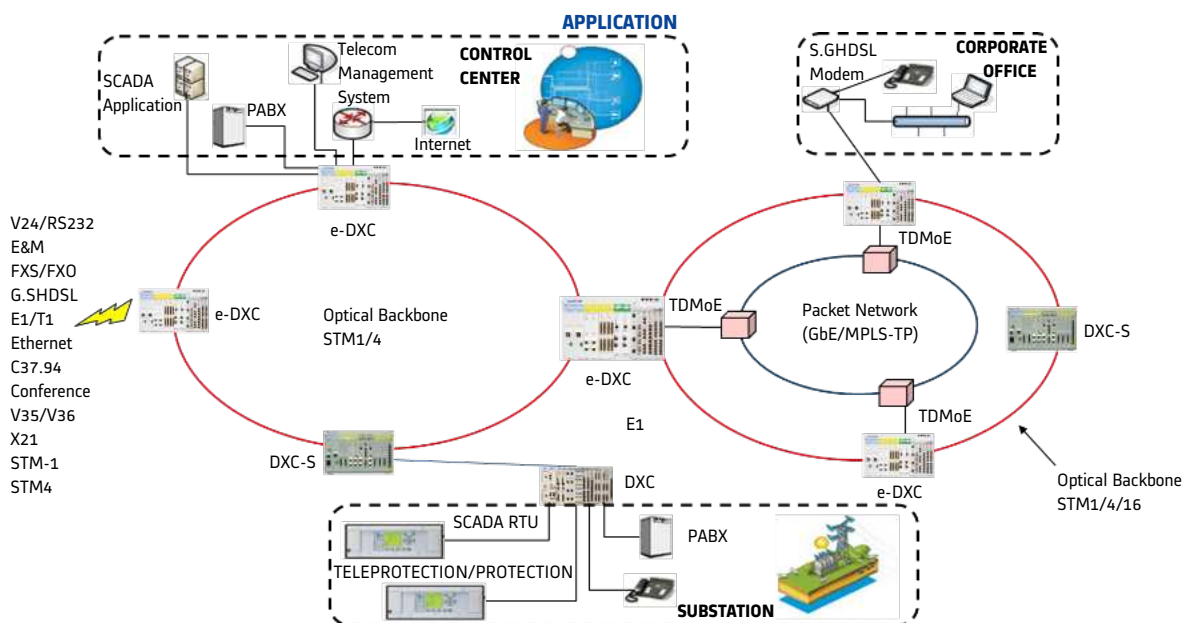 APPLICATION
SCADA
Application
PABX
Telecom
Management
System
Internet
CONTROL
CENTER
S.GHDSL
Modem
CORPORATE
OFFICE
V24/RS232
E&M
FXS/FXO
G.SHDSL
E1/T1
Ethernet
C37.94
Conference
V35/V36
X21
STM-1
STM4
e-DXC
e-DXC
Optical Backbone
STM1/4
DXC-S
e-DXC
TDMoE
TDMoE
Packet Network
(GbE/MPLS-TP)
DXC-S
TDMoE
e-DXC
Optical Backbone
STM1/4/16
E1
DXC
SCADA RTU
TELEPROTECTION/PROTECTION
PABX
SUBSTATION